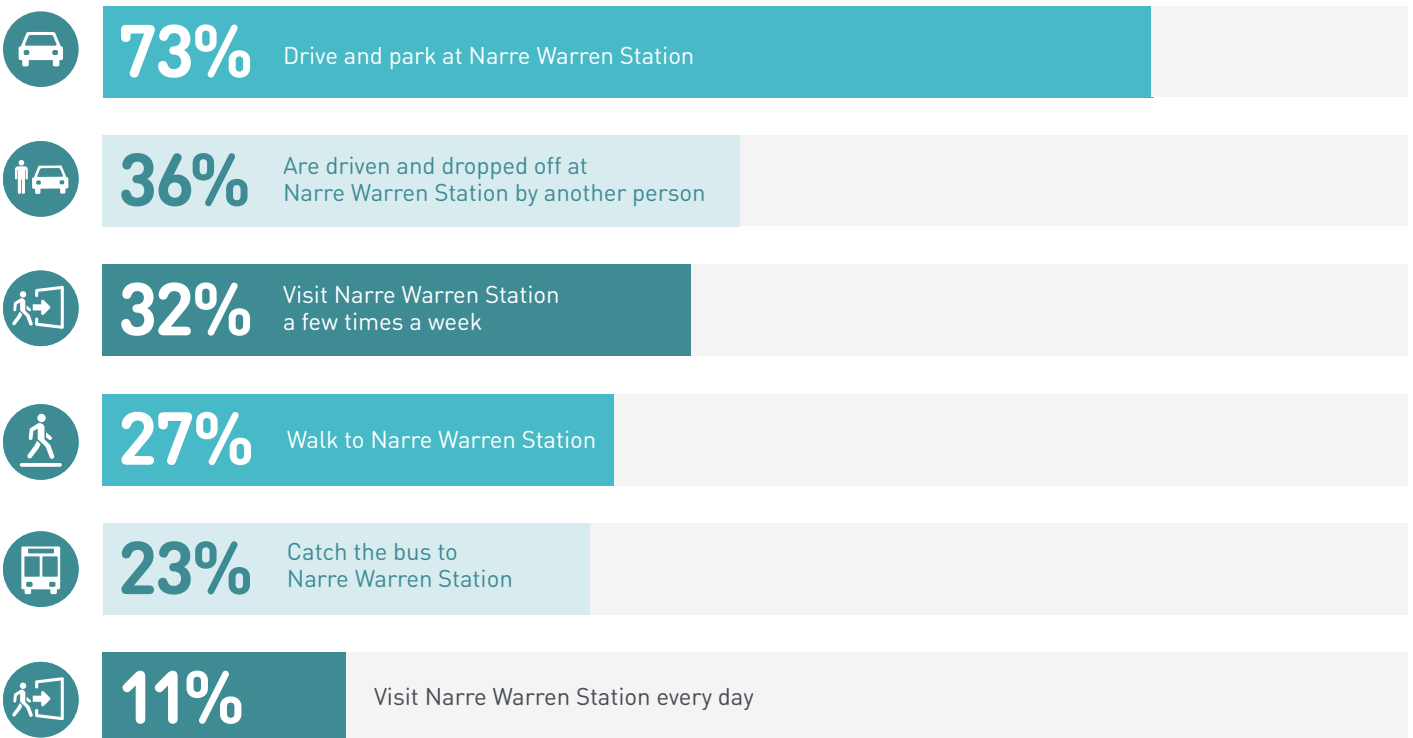 73%
Drive and park at Narre Warren Station
36%
Are driven and dropped off at
Narre Warren Station by another person
32%
Visit Narre Warren Station
a few times a week
27%
Walk to Narre Warren Station
23%
Catch the bus to
Narre Warren Station
11%
Visit Narre Warren Station every day